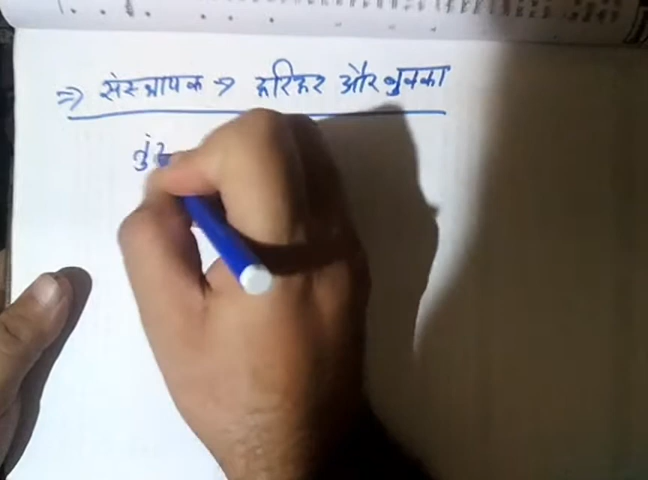 ⇒ संस्थापक → हरिहर और बुक्का
तुं